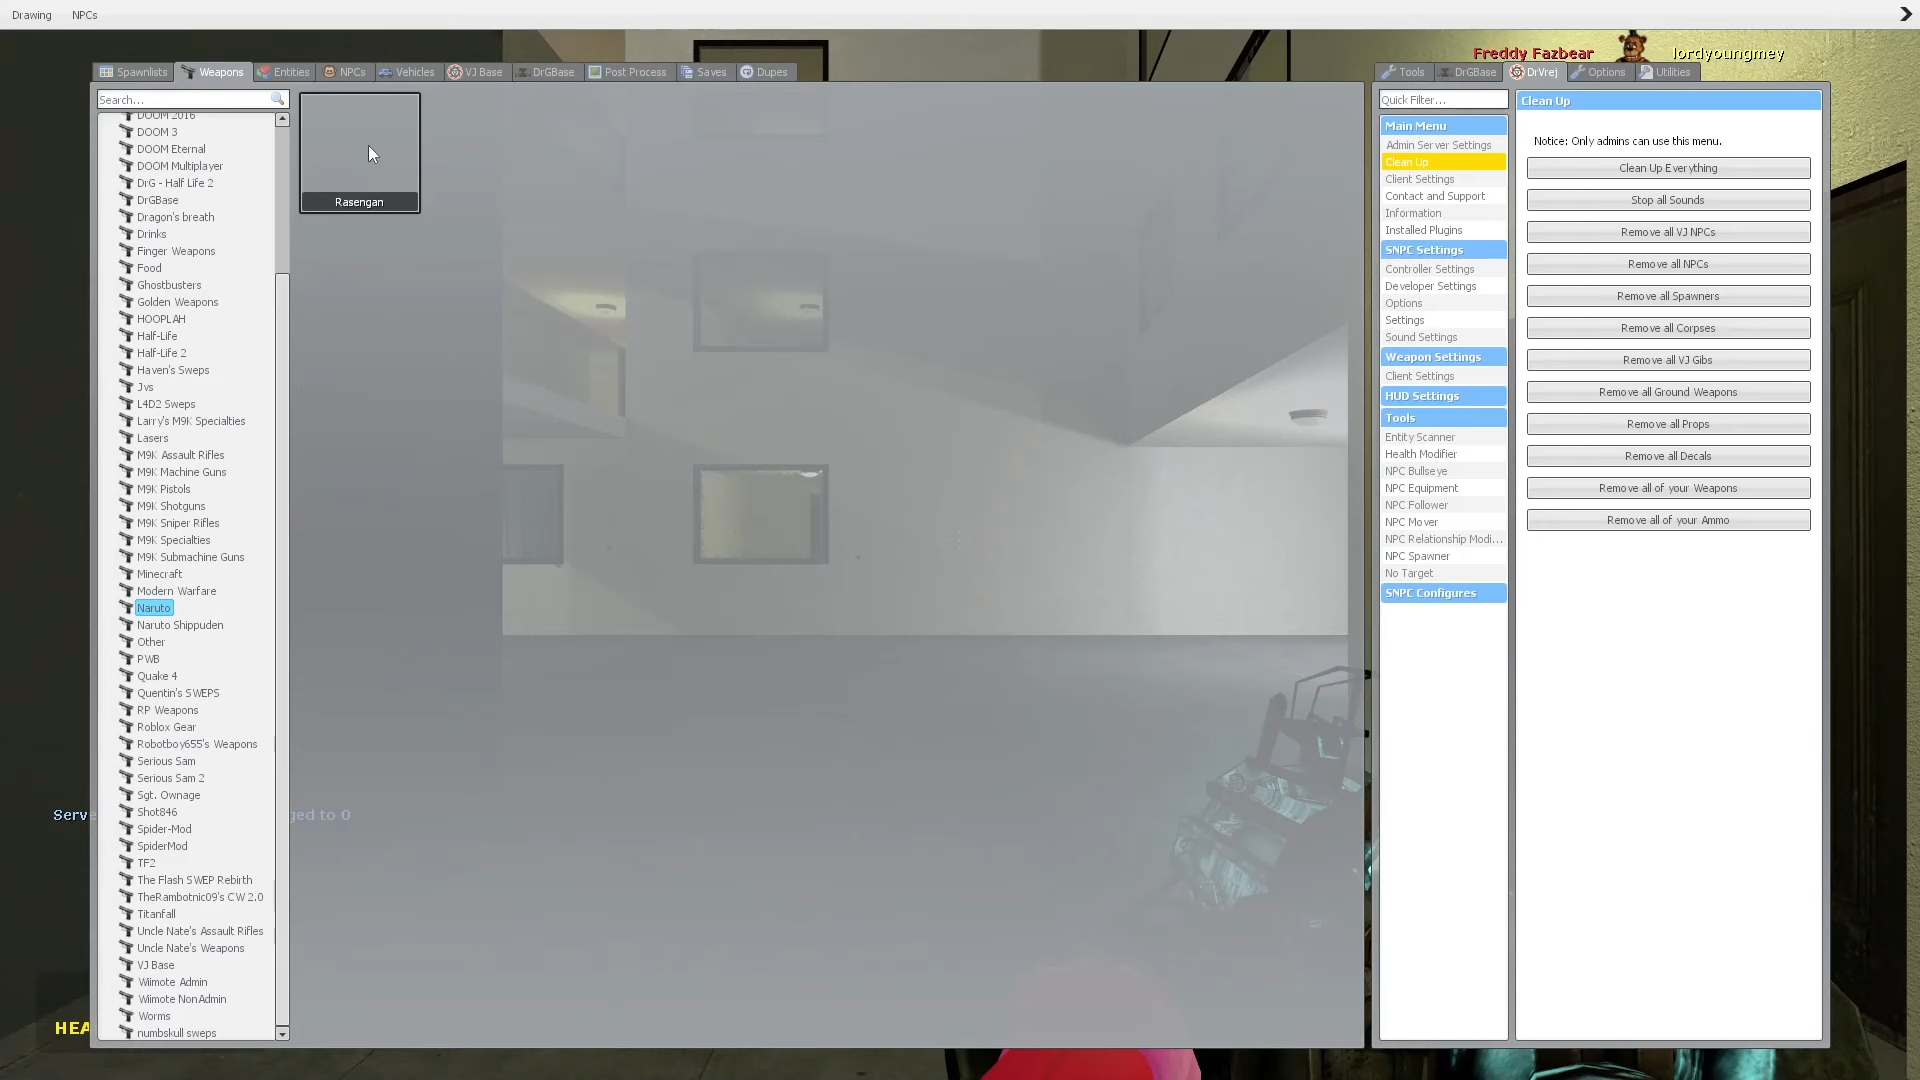 Drawing NPCs
Freddy Fazbear lordyoungmey
Spawnlists Weapons Entities NPCs Vehicles VJ Base DrGBase Post Process Saves Dupes
Tools DrGBase DrVrej Options Utilities
Search...
DOOM 2016
DOOM 3
DOOM Eternal
DOOM Multiplayer
DrG - Half Life 2
DrGBase
Dragon's breath
Drinks
Finger Weapons
Food
Ghostbusters
Golden Weapons
HOOPLAH
Half-Life
Half-Life 2
Haven's Sweps
Jvs
L4D2 Sweps
Larry's M9K Specialties
Lasers
M9K Assault Rifles
M9K Machine Guns
M9K Pistols
M9K Shotguns
M9K Sniper Rifles
M9K Specialties
M9K Submachine Guns
Minecraft
Modern Warfare
Naruto
Naruto Shippuden
Other
PWB
Quake 4
Quentin's SWEPS
RP Weapons
Roblox Gear
Robotboy655's Weapons
Serious Sam
Serious Sam 2
Sgt. Ownage
Shot846
Spider-Mod
SpiderMod
TF2
The Flash SWEP Rebirth
TheRambotnic09's CW 2.0
Titanfall
Uncle Nate's Assault Rifles
Uncle Nate's Weapons
VJ Base
Wiimote Admin
Wiimote NonAdmin
Worms
numbskull sweps
Rasengan
Serve
ged to 0
HEA
Quick Filter...
Main Menu
Admin Server Settings
Clean Up
Client Settings
Contact and Support
Information
Installed Plugins
SNPC Settings
Controller Settings
Developer Settings
Options
Settings
Sound Settings
Weapon Settings
Client Settings
HUD Settings
Tools
Entity Scanner
Health Modifier
NPC Bullseye
NPC Equipment
NPC Follower
NPC Mover
NPC Relationship Modi...
NPC Spawner
No Target
SNPC Configures
Clean Up
Notice: Only admins can use this menu.
Clean Up Everything
Stop all Sounds
Remove all VJ NPCs
Remove all NPCs
Remove all Spawners
Remove all Corpses
Remove all VJ Gibs
Remove all Ground Weapons
Remove all Props
Remove all Decals
Remove all of your Weapons
Remove all of your Ammo